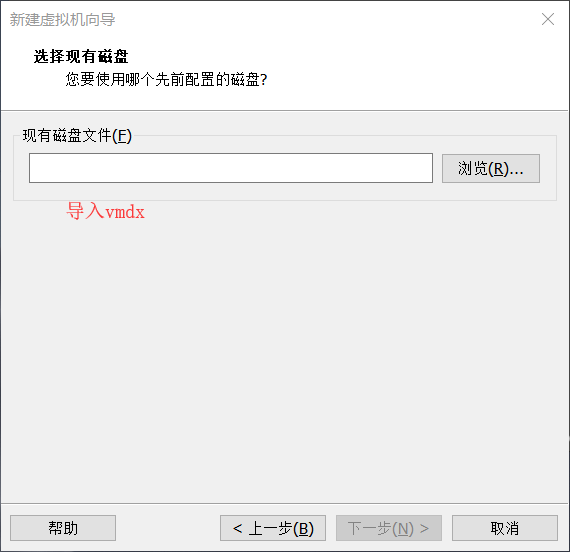 新建虚拟机向导
选择现有磁盘
您要使用哪个先前配置的磁盘?
现有磁盘文件(F)
浏览(R)...
导入vmdx
帮助
< 上一步(B)
下一步(N) >
取消